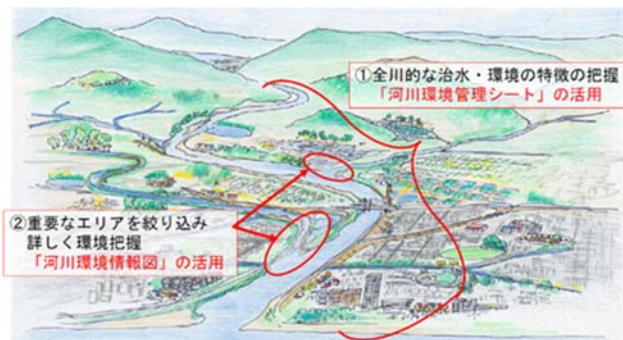 ①全川的な治水・環境の特徴の把握
「河川環境管理シート」の活用
②重要なエリアを絞り込み
詳しく環境把握
「河川環境情報図」の活用